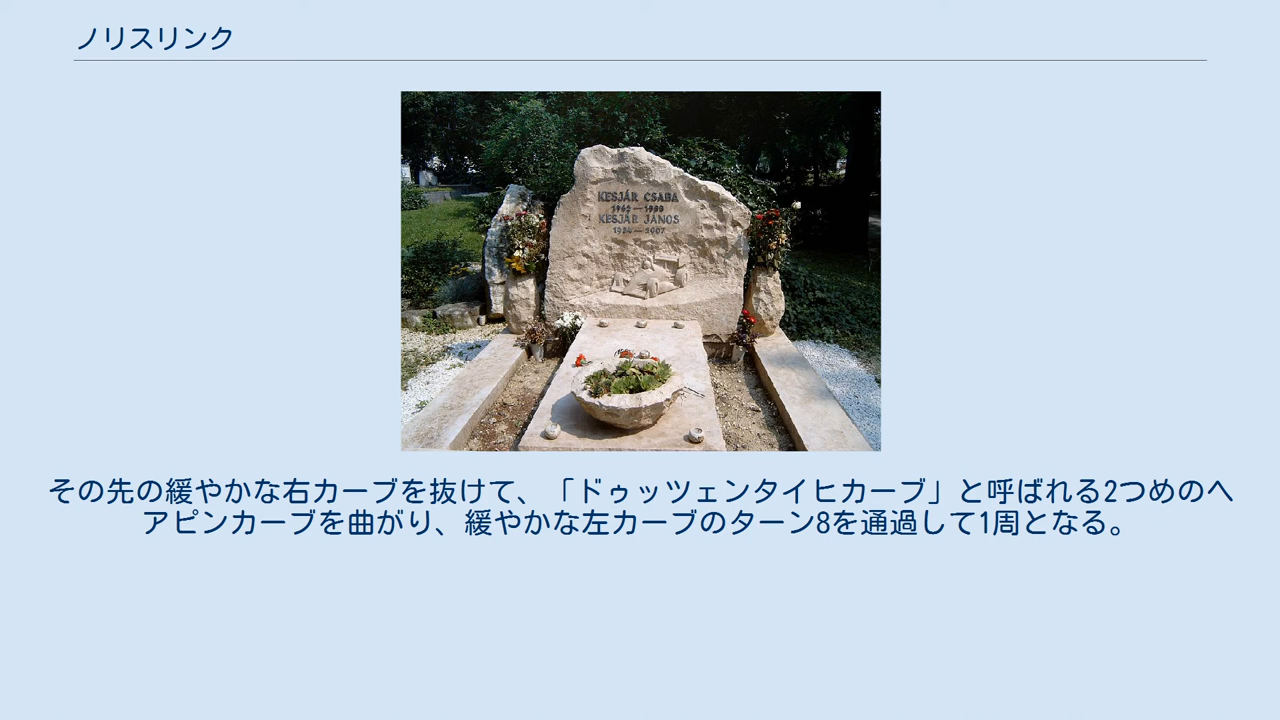 ノリスリンク
KESJÁR CSABA
1962—1988
KESJÁR JÁNOS
1924—2007
その先の緩やかな右カーブを抜けて、「ドゥッツェンタイヒカーブ」と呼ばれる2つめのヘ
アピンカーブを曲がり、緩やかな左カーブのターン8を通過して1周となる。